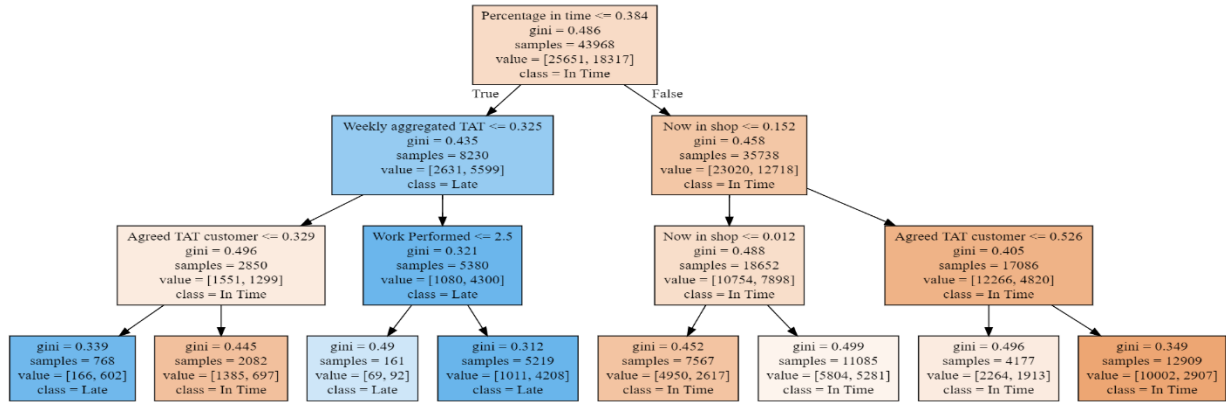 Percentage in time <= 0.384
gini = 0.486
samples = 43968
value = [25651, 18317]
class = In Time
True
False
Weekly aggregated TAT <= 0.325
gini = 0.435
samples = 8230
value = [2631, 5599]
class = Late
Now in shop <= 0.152
gini = 0.458
samples = 35738
value = [23020, 12718]
class = In Time
Agreed TAT customer <= 0.329
gini = 0.496
samples = 2850
value = [1551, 1299]
class = In Time
Work Performed <= 2.5
gini = 0.321
samples = 5380
value = [1080, 4300]
class = Late
Now in shop <= 0.012
gini = 0.488
samples = 18652
value = [10754, 7898]
class = In Time
Agreed TAT customer <= 0.526
gini = 0.405
samples = 17086
value = [12266, 4820]
class = In Time
gini = 0.339
samples = 768
value = [166, 602]
class = Late
gini = 0.445
samples = 2082
value = [1385, 697]
class = In Time
gini = 0.49
samples = 161
value = [69, 92]
class = Late
gini = 0.312
samples = 5219
value = [1011, 4208]
class = Late
gini = 0.452
samples = 7567
value = [4950, 2617]
class = In Time
gini = 0.499
samples = 11085
value = [5804, 5281]
class = In Time
gini = 0.496
samples = 4177
value = [2264, 1913]
class = In Time
gini = 0.349
samples = 12909
value = [10002, 2907]
class = In Time